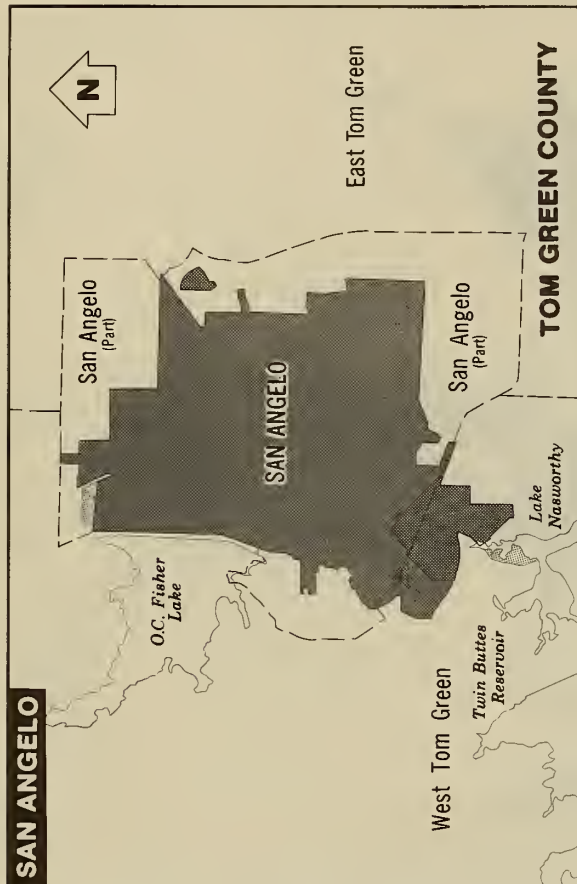 SAN ANGELO
N
San Angelo
(Part)
East Tom Green
O.C. Fisher
Lake
SAN ANGELO
San Angelo
(Part)
West Tom Green
Twin Buttes
Reservoir
Lake
Nasworthy
TOM GREEN COUNTY